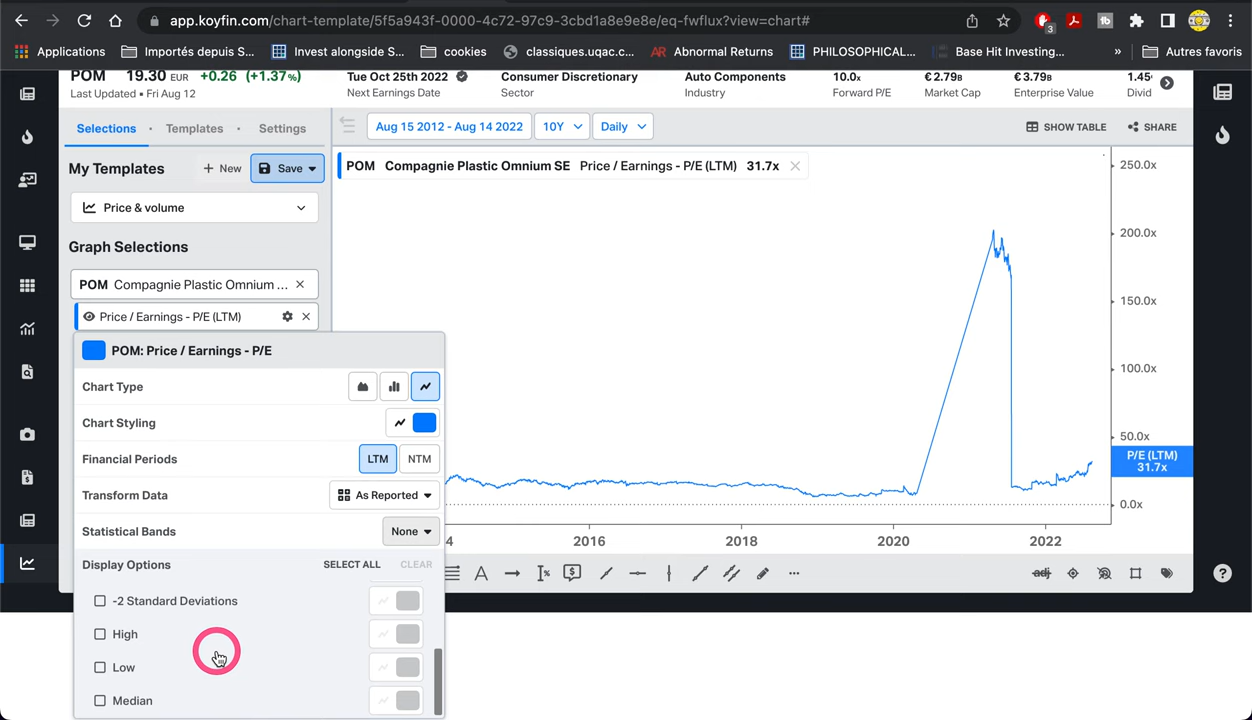 app.koyfin.com/chart-template/5f5a943f-0000-4c72-97c9-3cbd1a8e9e8e/eq-fwflux?view=chart#
3
Applications
Importés depuis S...
Invest alongside S...
cookies
classiques.uqac.c...
AR Abnormal Returns
PHILOSOPHICAL...
Base Hit Investing...
»
Autres favoris
POM 19.30 EUR +0.26 (+1.37%)
Last Updated • Fri Aug 12
Tue Oct 25th 2022
Next Earnings Date
Consumer Discretionary
Sector
Auto Components
Industry
10.0x
Forward P/E
€2.79B
Market Cap
€3.79B
Enterprise Value
1.45
Divid
Selections • Templates • Settings
Aug 15 2012 - Aug 14 2022
10Y
Daily
SHOW TABLE
SHARE
My Templates
+ New
Save
Price & volume
Graph Selections
POM Compagnie Plastic Omnium ...
Price / Earnings - P/E (LTM)
POM Compagnie Plastic Omnium SE Price / Earnings - P/E (LTM) 31.7x
POM: Price / Earnings - P/E
Chart Type
Chart Styling
Financial Periods
LTM
NTM
Transform Data
As Reported
Statistical Bands
None
Display Options
SELECT ALL
CLEAR
-2 Standard Deviations
High
Low
Median
250.0x
200.0x
150.0x
100.0x
50.0x
P/E (LTM)
31.7x
0.0x
4
2016
2018
2020
2022
A
$
adj
?